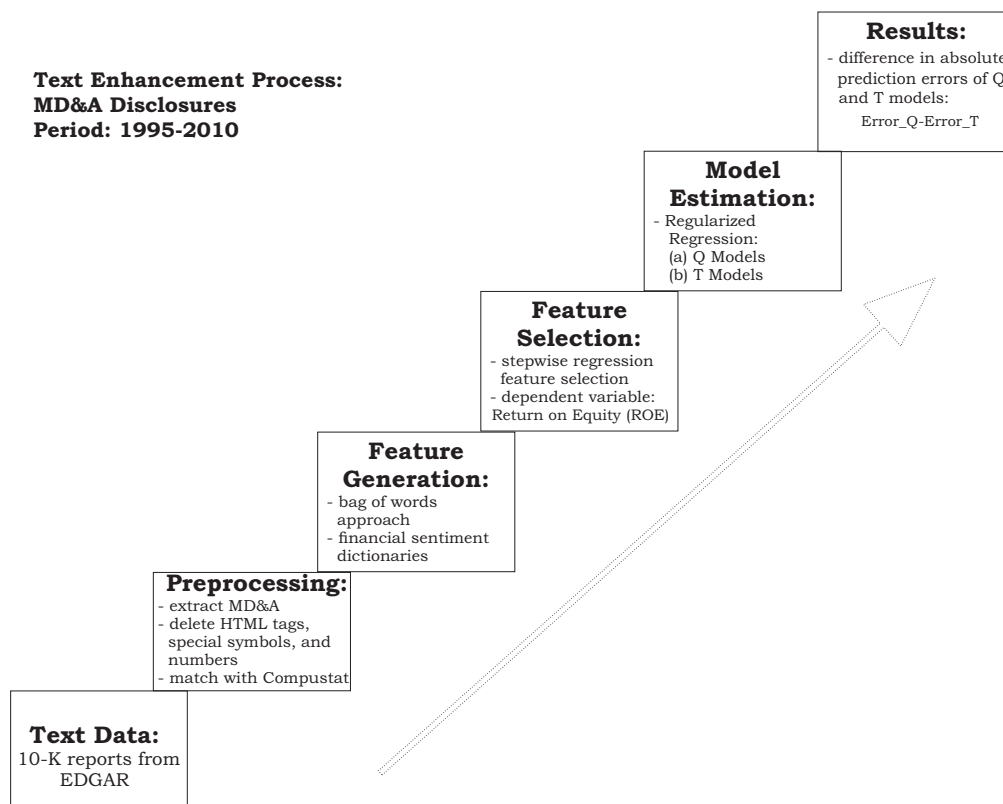 Text Enhancement Process:
MD&A Disclosures
Period: 1995-2010
Results:
- difference in absolute
prediction errors of Q
and T models:
Error_Q-Error_T
Model
Estimation:
- Regularized
Regression:
(a) Q Models
(b) T Models
Feature
Selection:
- stepwise regression
feature selection
- dependent variable:
Return on Equity (ROE)
Feature
Generation:
- bag of words
approach
- financial sentiment
dictionaries
Preprocessing:
- extract MD&A
- delete HTML tags,
special symbols, and
numbers
- match with Compustat
Text Data:
10-K reports from
EDGAR